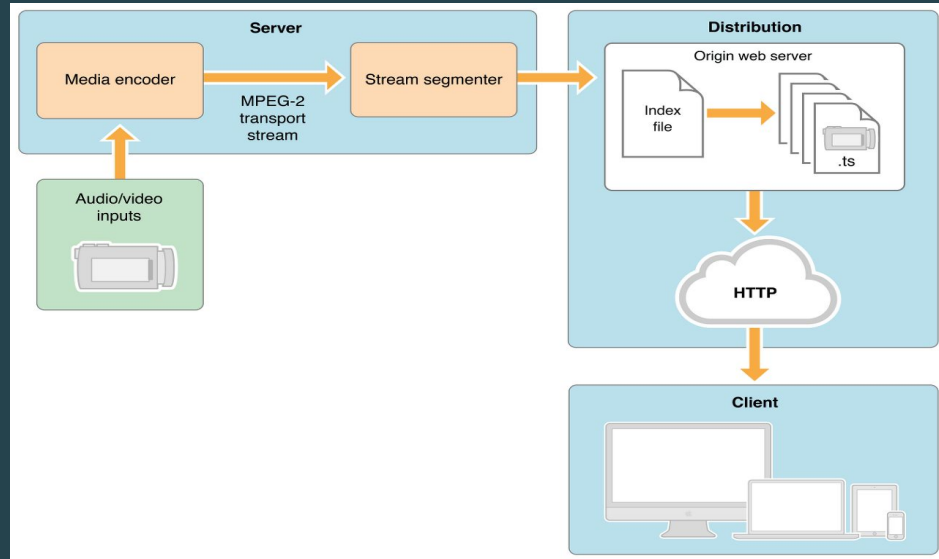 Server
Media encoder
MPEG-2
transport
stream
Stream segmenter
Audio/video
inputs
Distribution
Origin web server
Index
file
.ts
HTTP
Client